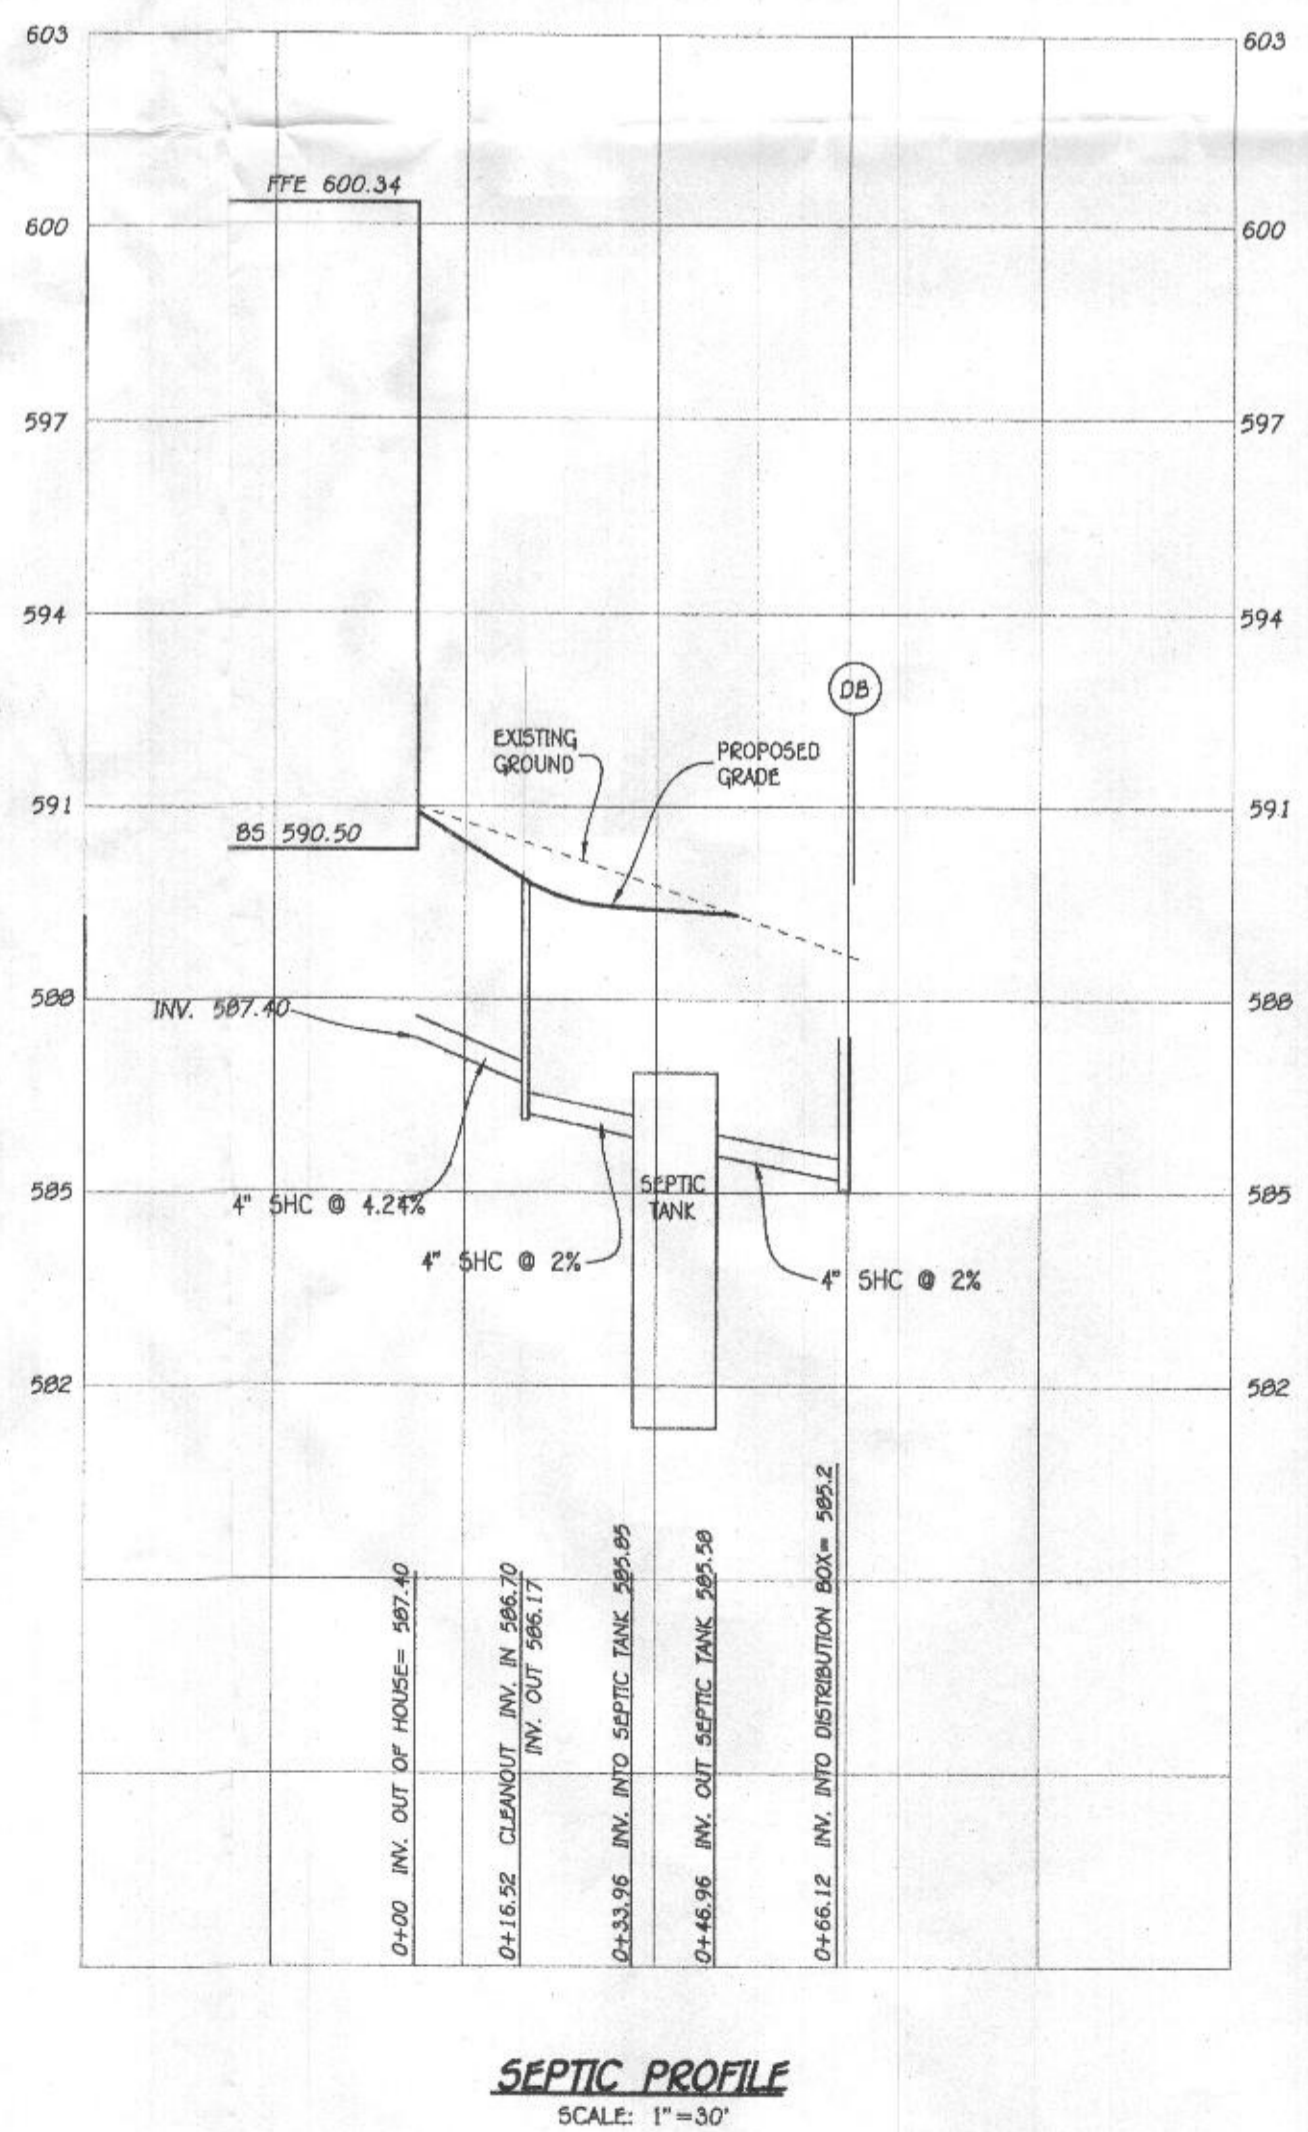 603
603
FFE 600.34
600
600
597
597
594
594
DB
EXISTING
GROUND
PROPOSED
GRADE
591
591
BS 590.50
588
588
INV. 587.40
585
585
SEPTIC
TANK
4" SHC @ 4.24%
4" SHC @ 2%
4" SHC @ 2%
582
582
0+00 INV. OUT OF HOUSE= 587.40
0+16.52 CLEANOUT INV. IN 586.70
INV. OUT 586.17
0+33.96 INV. INTO SEPTIC TANK 585.85
0+46.96 INV. OUT SEPTIC TANK 585.58
0+66.12 INV. INTO DISTRIBUTION BOX= 585.2
SEPTIC PROFILE
SCALE: 1"=30'